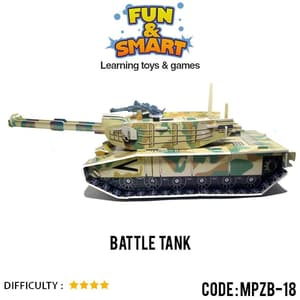 FUN
& SMART
Learning toys & games
BATTLE TANK
DIFFICULTY :
CODE:MPZB-18